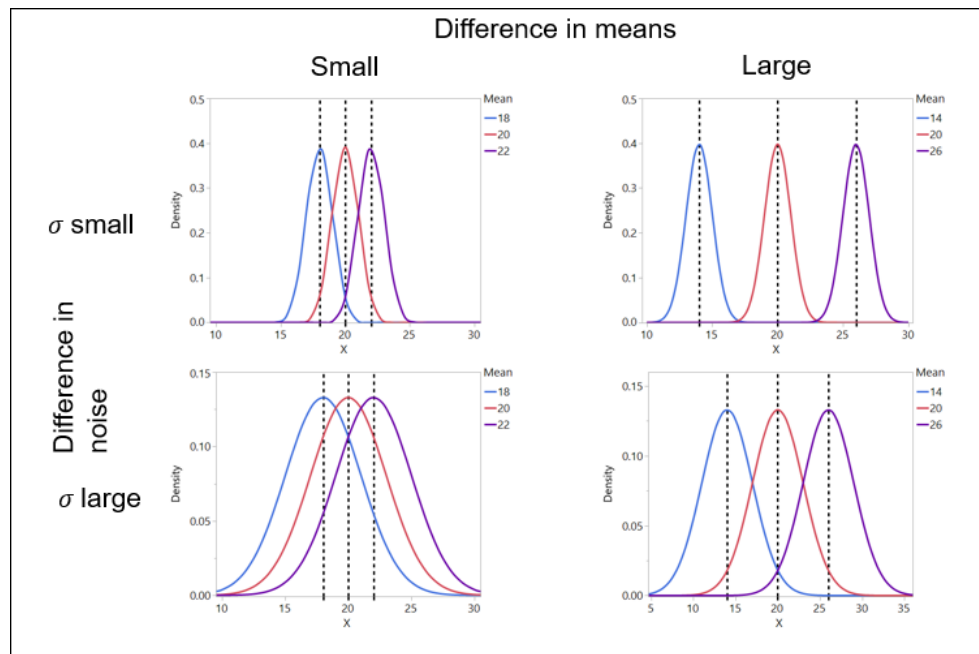 Difference in means
Small
Large
Difference in
noise
σ small
σ large
Mean
18
20
22
Density
0.5
0.4
0.3
0.2
0.1
0.0
10
15
20
25
30
X
Mean
14
20
26
Density
0.5
0.4
0.3
0.2
0.1
0.0
10
15
20
25
30
X
Mean
18
20
22
Density
0.15
0.10
0.05
0.00
10
15
20
25
30
X
Mean
14
20
26
Density
0.15
0.10
0.05
0.00
5
10
15
20
25
30
35
X